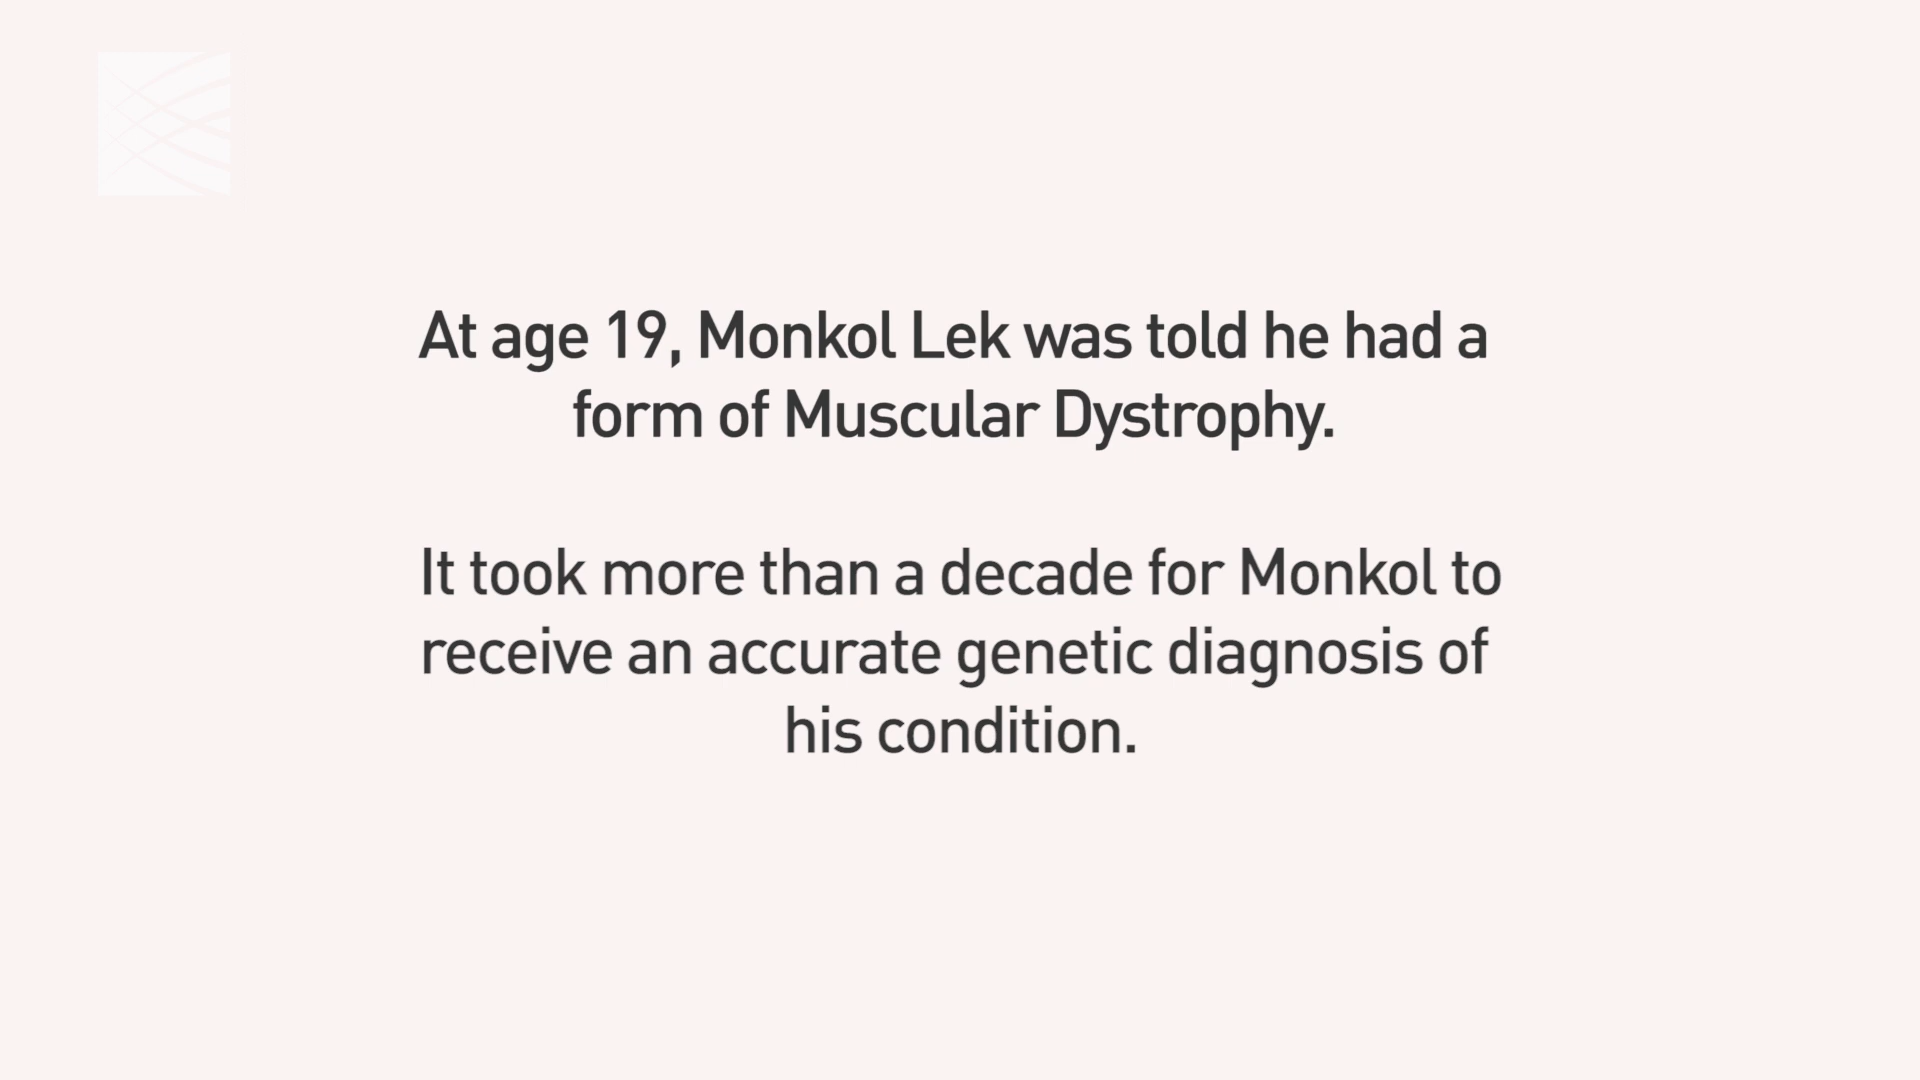 At age 19, Monkol Lek was told he had a
form of Muscular Dystrophy.
It took more than a decade for Monkol to
receive an accurate genetic diagnosis of
his condition.